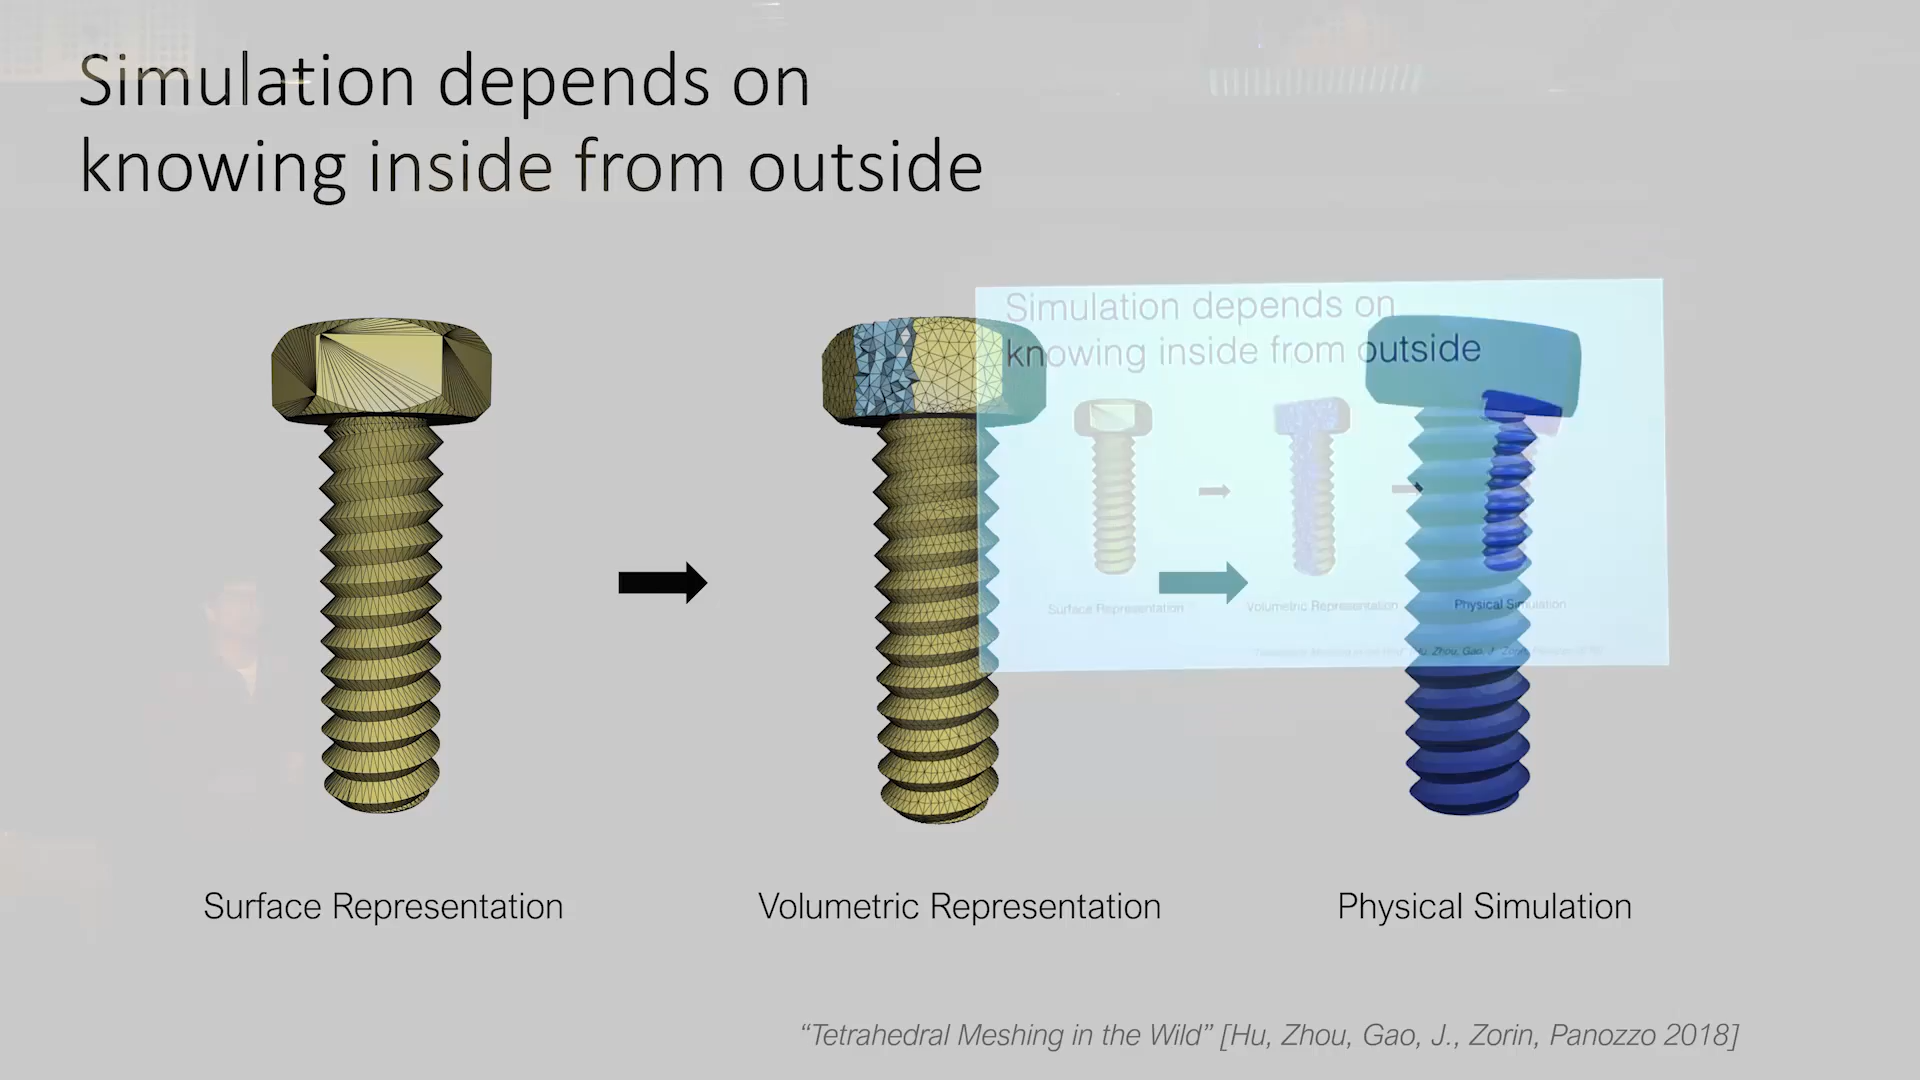 Simulation depends on
knowing inside from outside
Simulation depends on
knowing inside from outside
Surface Representation
Volumetric Representation
Physical Simulation
Surface Representation
Volumetric Representation
Physical Simulation
“Tetrahedral Meshing in the Wild” [Hu, Zhou, Gao, J., Zorin, Panozzo 2018]